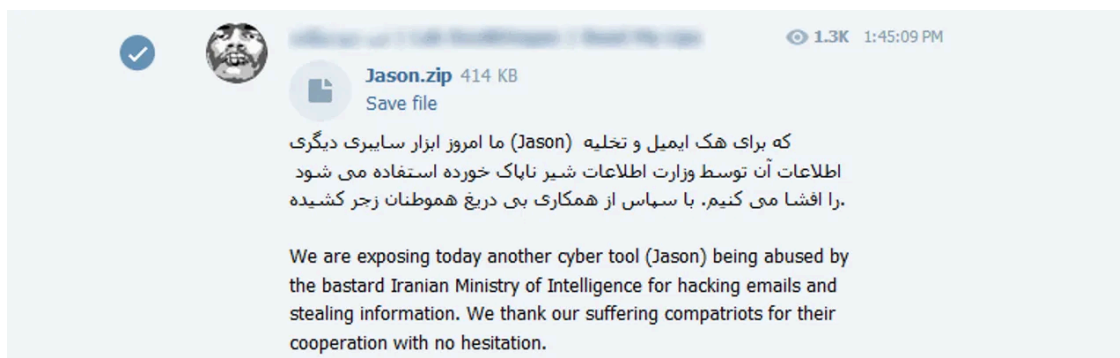 1.3K 1:45:09 PM
Jason.zip 414 KB
Save file
که برای هک ایمیل و تخلیه (Jason) ما امروز ابزار سایبری دیگری
اطلاعات آن توسط وزارت اطلاعات شیر ناپاک خورده استفاده می شود
را افشا می کنیم. با سپاس از همکاری بی دریغ هموطنان زجر کشیده.
We are exposing today another cyber tool (Jason) being abused by
the bastard Iranian Ministry of Intelligence for hacking emails and
stealing information. We thank our suffering compatriots for their
cooperation with no hesitation.